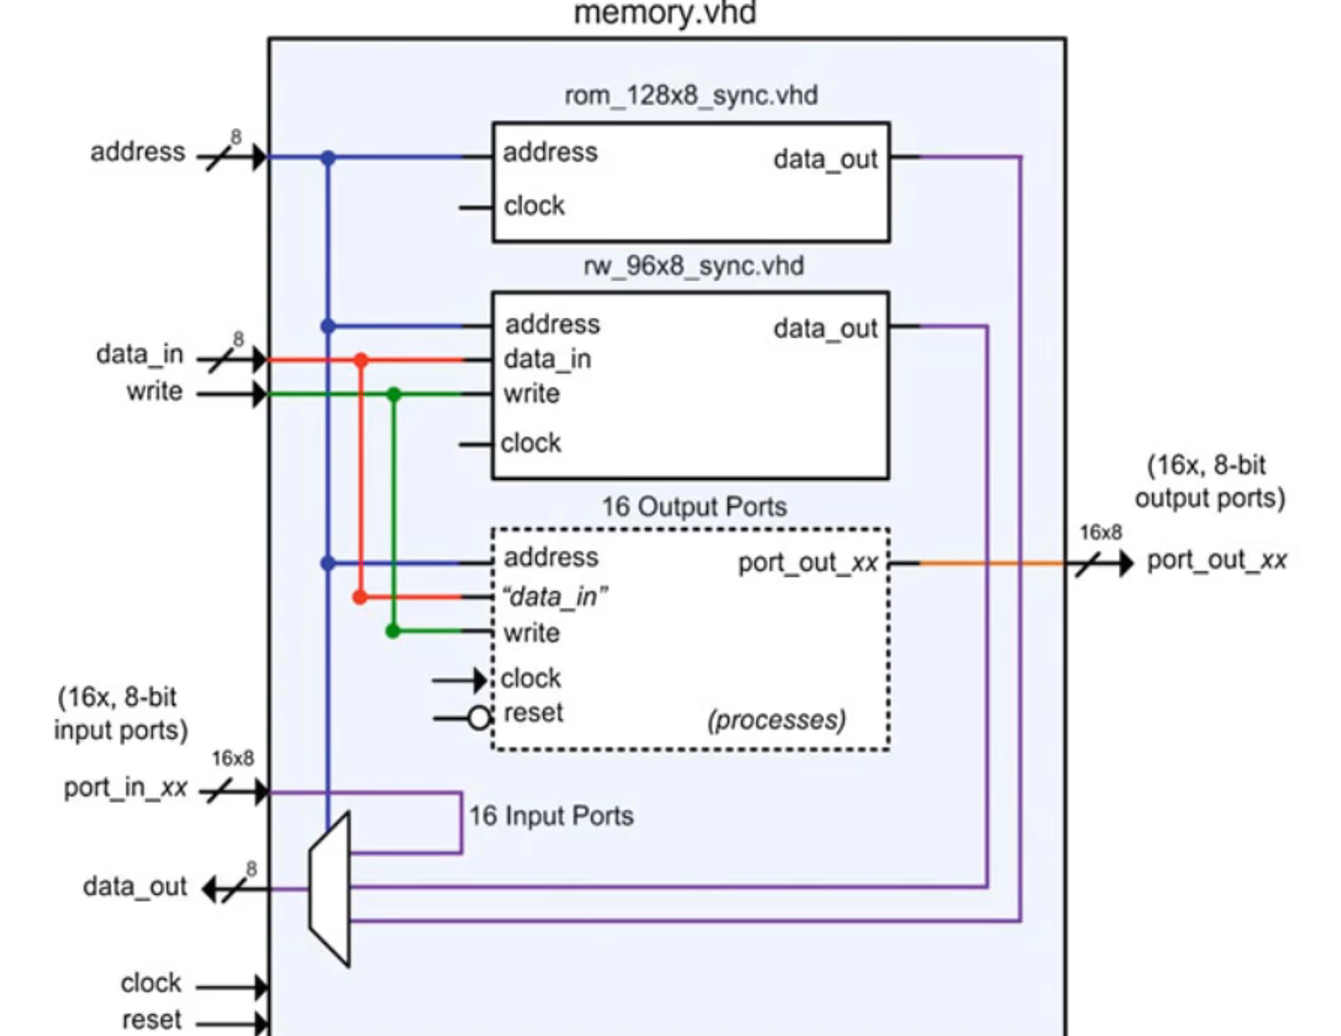 memory.vhd
rom_128x8_sync.vhd
address
8
address
data_out
clock
rw_96x8_sync.vhd
address
data_out
data_in
8
data_in
write
write
clock
(16x, 8-bit
output ports)
16 Output Ports
16x8
address
port_out_xx
port_out_xx
“data_in”
write
clock
reset
(processes)
(16x, 8-bit
input ports)
16x8
port_in_xx
16 Input Ports
data_out
8
clock
reset